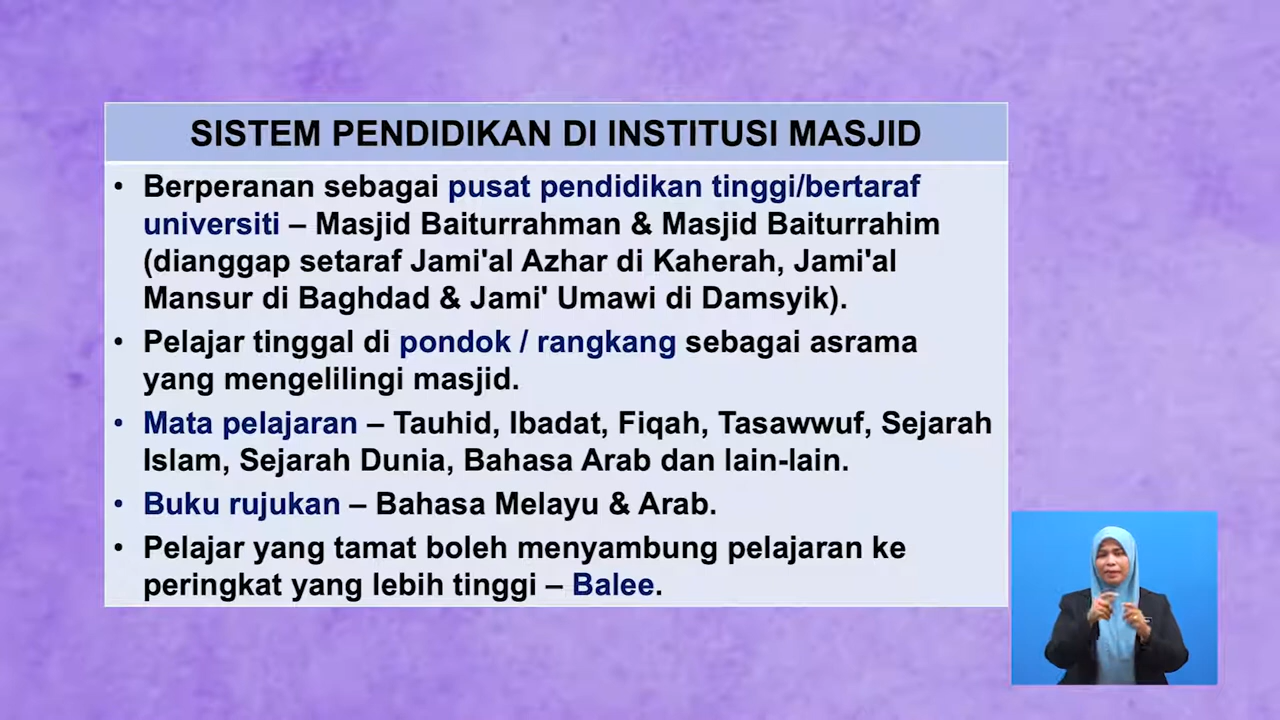 SISTEM PENDIDIKAN DI INSTITUSI MASJID
• Berperanan sebagai pusat pendidikan tinggi/bertaraf
universiti – Masjid Baiturrahman & Masjid Baiturrahim
(dianggap setaraf Jami'al Azhar di Kaherah, Jami'al
Mansur di Baghdad & Jami' Umawi di Damsyik).
• Pelajar tinggal di pondok / rangkang sebagai asrama
yang mengelilingi masjid.
• Mata pelajaran – Tauhid, Ibadat, Fiqah, Tasawwuf, Sejarah
Islam, Sejarah Dunia, Bahasa Arab dan lain-lain.
• Buku rujukan – Bahasa Melayu & Arab.
• Pelajar yang tamat boleh menyambung pelajaran ke
peringkat yang lebih tinggi – Balee.